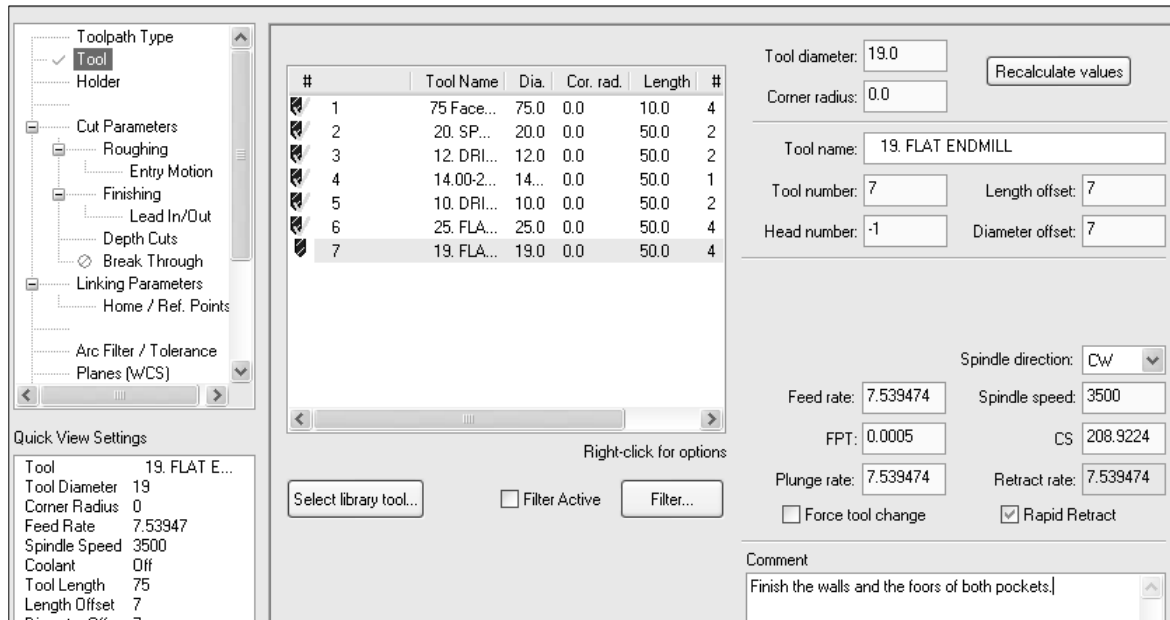 Toolpath Type
Tool
Holder
Cut Parameters
Roughing
Entry Motion
Finishing
Lead In/Out
Depth Cuts
Break Through
Linking Parameters
Home / Ref. Points
Arc Filter / Tolerance
Planes (WCS)
Quick View Settings
Tool 19. FLAT E...
Tool Diameter 19
Corner Radius 0
Feed Rate 7.53947
Spindle Speed 3500
Coolant Off
Tool Length 75
Length Offset 7
# Tool Name Dia. Cor. rad. Length #
1 75 Face... 75.0 0.0 10.0 4
2 20. SP... 20.0 0.0 50.0 2
3 12. DRI... 12.0 0.0 50.0 2
4 14.00-2... 14... 0.0 50.0 1
5 10. DRI... 10.0 0.0 50.0 2
6 25. FLA... 25.0 0.0 50.0 4
7 19. FLA... 19.0 0.0 50.0 4
Right-click for options
Select library tool...
Filter Active
Filter...
Tool diameter: 19.0
Corner radius: 0.0
Recalculate values
Tool name: 19. FLAT ENDMILL
Tool number: 7 Length offset: 7
Head number: -1 Diameter offset: 7
Spindle direction: CW
Feed rate: 7.539474 Spindle speed: 3500
FPT: 0.0005 CS 208.9224
Plunge rate: 7.539474 Retract rate: 7.539474
Force tool change Rapid Retract
Comment
Finish the walls and the foors of both pockets.